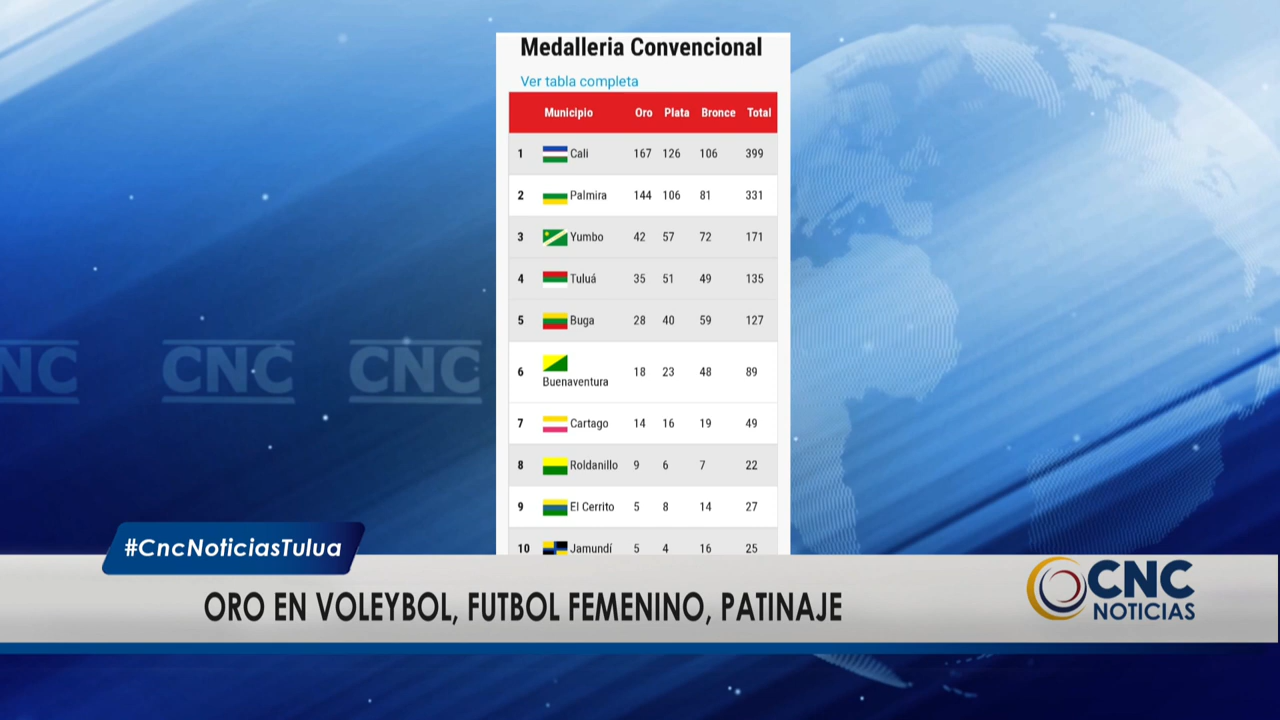 Medalleria Convencional
Ver tabla completa
Municipio Oro Plata Bronce Total
1 Cali 167 126 106 399
2 Palmira 144 106 81 331
3 Yumbo 42 57 72 171
4 Tuluá 35 51 49 135
5 Buga 28 40 59 127
6 Buenaventura 18 23 48 89
7 Cartago 14 16 19 49
8 Roldanillo 9 6 7 22
9 El Cerrito 5 8 14 27
10 Jamundí 5 4 16 25
NC CNC CNC
#CncNoticiasTulua
ORO EN VOLEYBOL, FUTBOL FEMENINO, PATINAJE
CNC
NOTICIAS